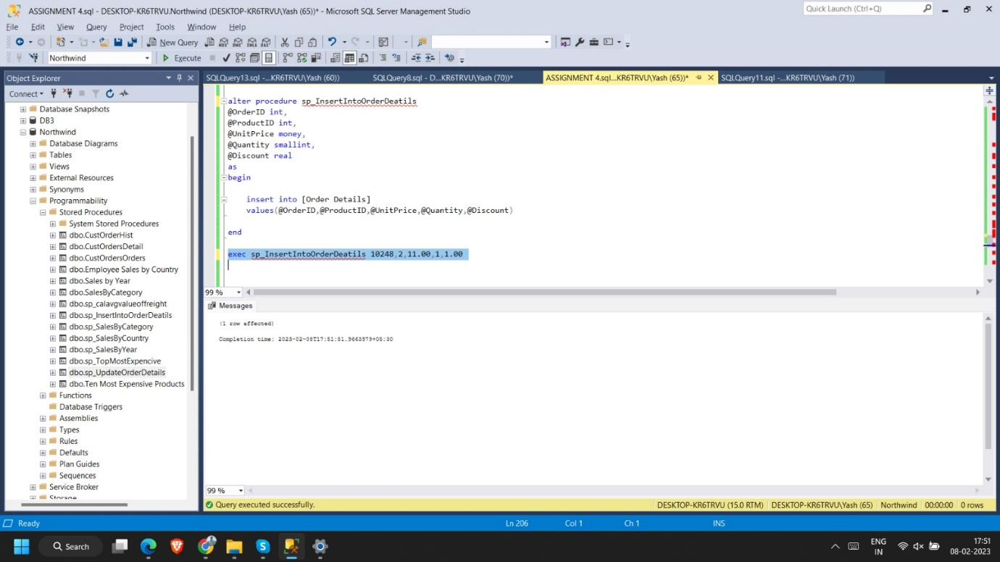 ASSIGNMENT 4.sql - DESKTOP-KR6TRVU.Northwind (DESKTOP-KR6TRVU\Yash (65))* - Microsoft SQL Server Management Studio
Quick Launch (Ctrl+Q)
File Edit View Query Project Tools Window Help
New Query
Northwind Execute
Object Explorer
SQLQuery13.sql -...KR6TRVU\Yash (60)) SQLQuery8.sql - D...KR6TRVU\Yash (70))* ASSIGNMENT 4.sql...KR6TRVU\Yash (65))* SQLQuery11.sql -...KR6TRVU\Yash (71))
Connect
Database Snapshots
DB3
Northwind
Database Diagrams
Tables
Views
External Resources
Synonyms
Programmability
Stored Procedures
System Stored Procedures
dbo.CustOrderHist
dbo.CustOrdersDetail
dbo.CustOrdersOrders
dbo.Employee Sales by Country
dbo.Sales by Year
dbo.SalesByCategory
dbo.sp_calavgvalueoffreight
dbo.sp_InsertIntoOrderDeatils
dbo.sp_SalesByCategory
dbo.sp_SalesByCountry
dbo.sp_SalesByYear
dbo.sp_TopMostExpencive
dbo.sp_UpdateOrderDetails
dbo.Ten Most Expensive Products
Functions
Database Triggers
Assemblies
Types
Rules
Defaults
Plan Guides
Sequences
Service Broker
Storage
alter procedure sp_InsertIntoOrderDeatils
@OrderID int,
@ProductID int,
@UnitPrice money,
@Quantity smallint,
@Discount real
as
begin
insert into [Order Details]
values(@OrderID,@ProductID,@UnitPrice,@Quantity,@Discount)
end
exec sp_InsertIntoOrderDeatils 10248,2,11.00,1,1.00
99 %
Messages
(1 row affected)
Completion time: 2023-02-08T17:51:51.9663979+05:30
99 %
Query executed successfully. DESKTOP-KR6TRVU (15.0 RTM) DESKTOP-KR6TRVU\Yash (65) Northwind 00:00:00 0 rows
Ready Ln 206 Col 1 Ch 1 INS
Search
ENG
IN
17:51
08-02-2023